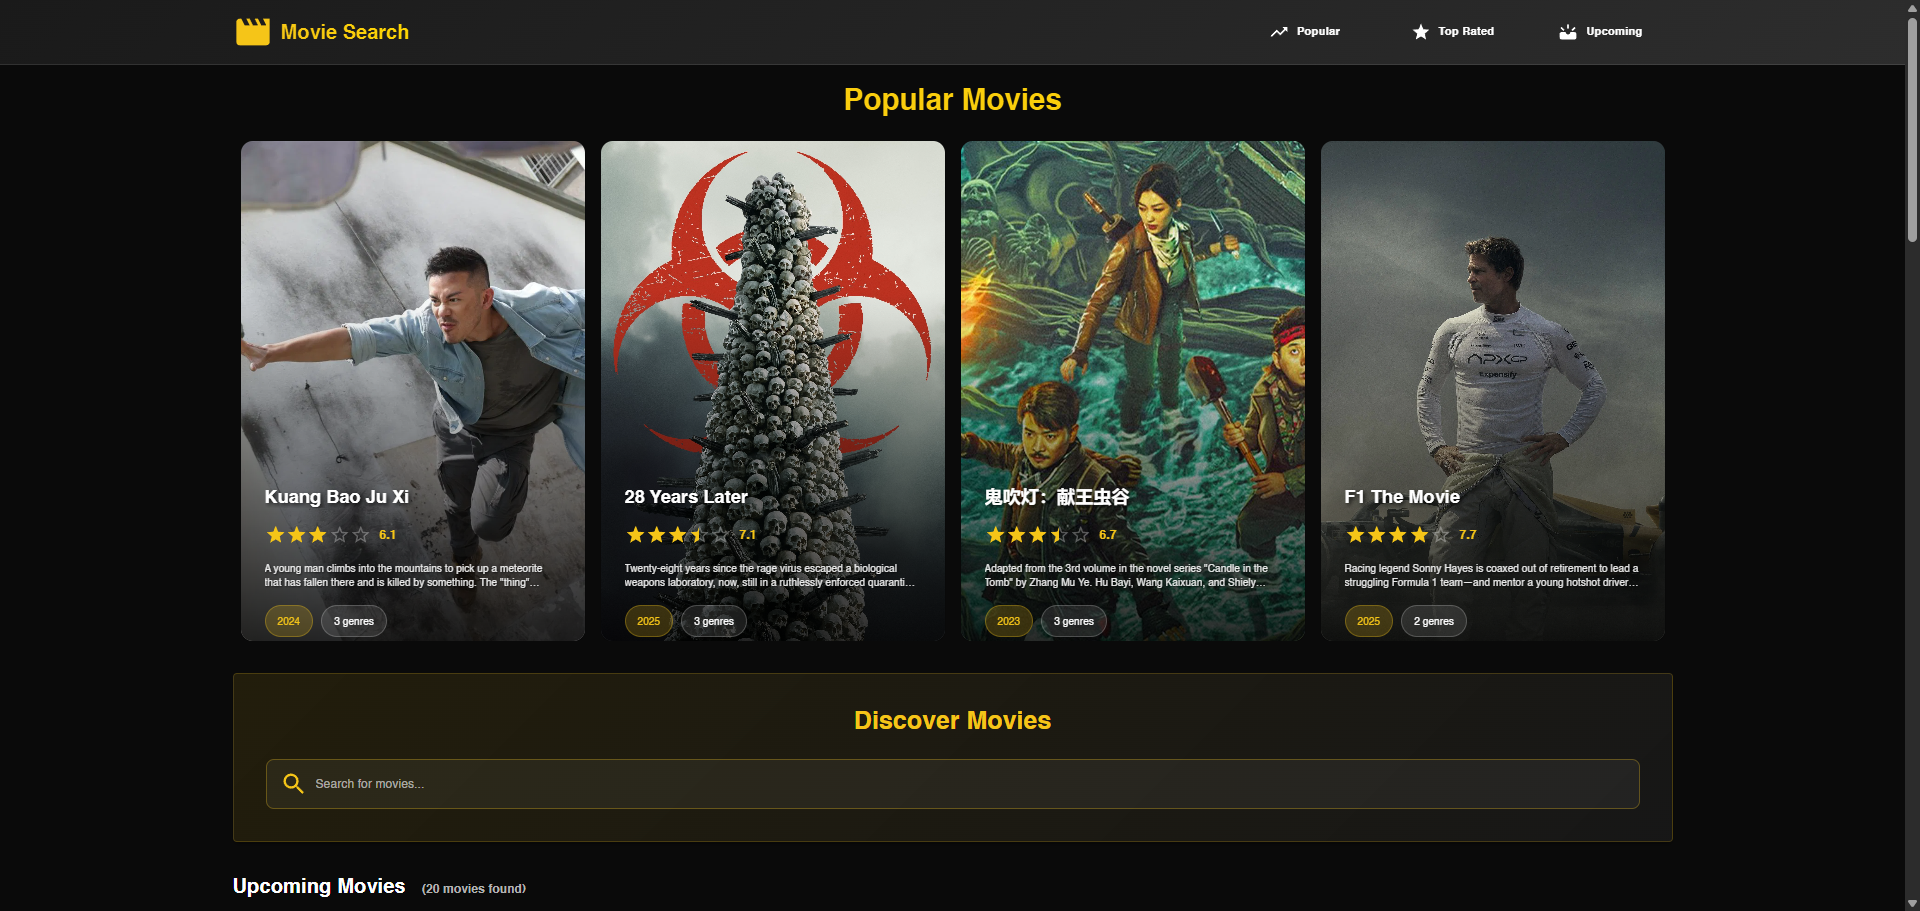 Movie Search
Popular
Top Rated
Upcoming
Popular Movies
APXGP
Expensify
Kuang Bao Ju Xi
6.1
A young man climbs into the mountains to pick up a meteorite
that has fallen there and is killed by something. The "thing"...
2024
3 genres
28 Years Later
7.1
Twenty-eight years since the rage virus escaped a biological
weapons laboratory, now, still in a ruthlessly enforced quaranti...
2025
3 genres
鬼吹灯：献王虫谷
6.7
Adapted from the 3rd volume in the novel series "Candle in the
Tomb" by Zhang Mu Ye. Hu Bayi, Wang Kaixuan, and Shiely...
2023
3 genres
F1 The Movie
7.7
Racing legend Sonny Hayes is coaxed out of retirement to lead a
struggling Formula 1 team—and mentor a young hotshot driver...
2025
2 genres
Discover Movies
Search for movies...
Upcoming Movies (20 movies found)